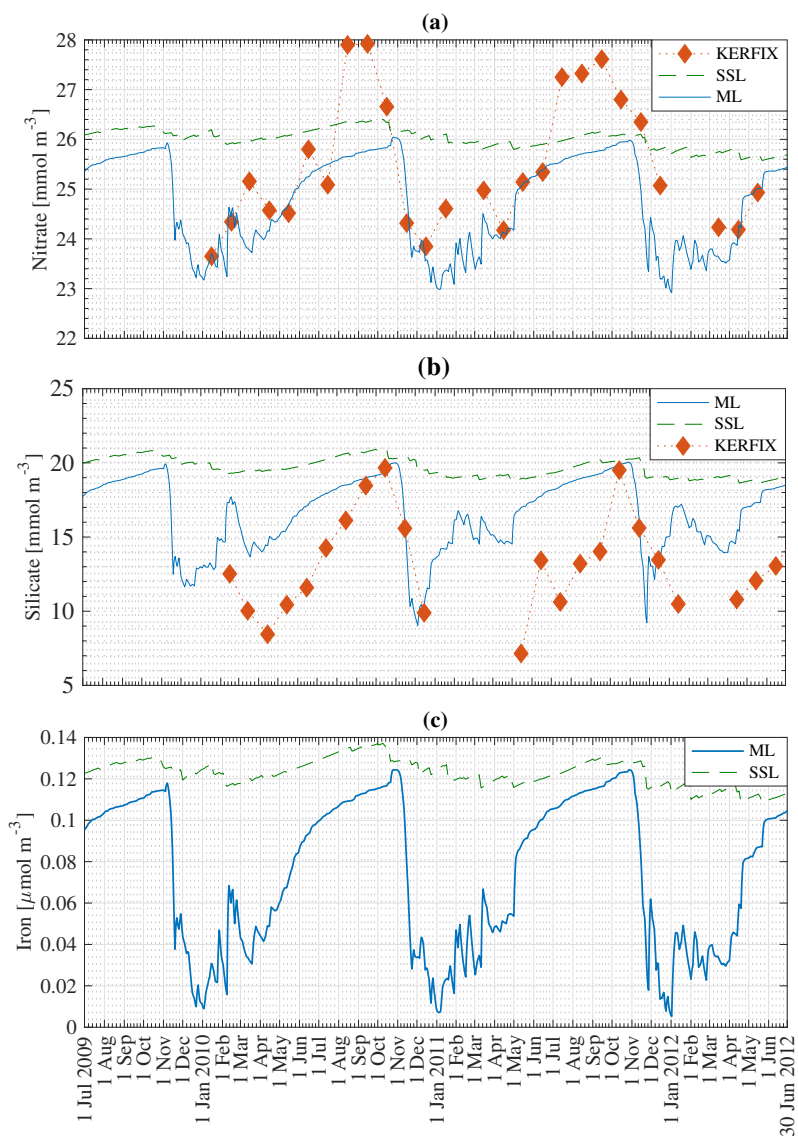 (a)
28
27
26
25
24
23
22
Nitrate [mmol m⁻³]
KERFIX
SSL
ML
(b)
25
20
15
10
5
Silicate [mmol m⁻³]
ML
SSL
KERFIX
(c)
0.14
0.12
0.1
0.08
0.06
0.04
0.02
0
Iron [μmol m⁻³]
ML
SSL
1 Jul 2009
1 Aug
1 Sep
1 Oct
1 Nov
1 Dec
1 Jan 2010
1 Feb
1 Mar
1 Apr
1 May
1 Jun
1 Jul
1 Aug
1 Sep
1 Oct
1 Nov
1 Dec
1 Jan 2011
1 Feb
1 Mar
1 Apr
1 May
1 Jun
1 Jul
1 Aug
1 Sep
1 Oct
1 Nov
1 Dec
1 Jan 2012
1 Feb
1 Mar
1 Apr
1 May
1 Jun
30 Jun 2012